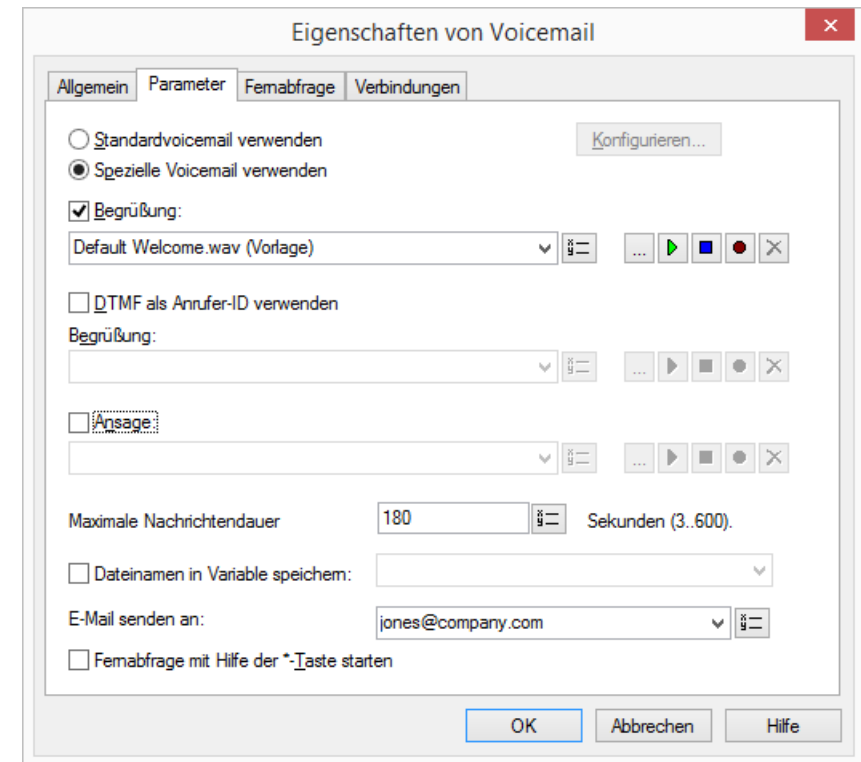 Eigenschaften von Voicemail
Allgemein Parameter Fernabfrage Verbindungen
Standardvoicemail verwenden Konfigurieren...
Spezielle Voicemail verwenden
Begrüßung:
Default Welcome.wav (Vorlage) ...
DTMF als Anrufer-ID verwenden
Begrüßung:
...
Ansage:
...
Maximale Nachrichtendauer 180 Sekunden (3..600).
Dateinamen in Variable speichern:
E-Mail senden an: jones@company.com
Fernabfrage mit Hilfe der *-Taste starten
OK Abbrechen Hilfe